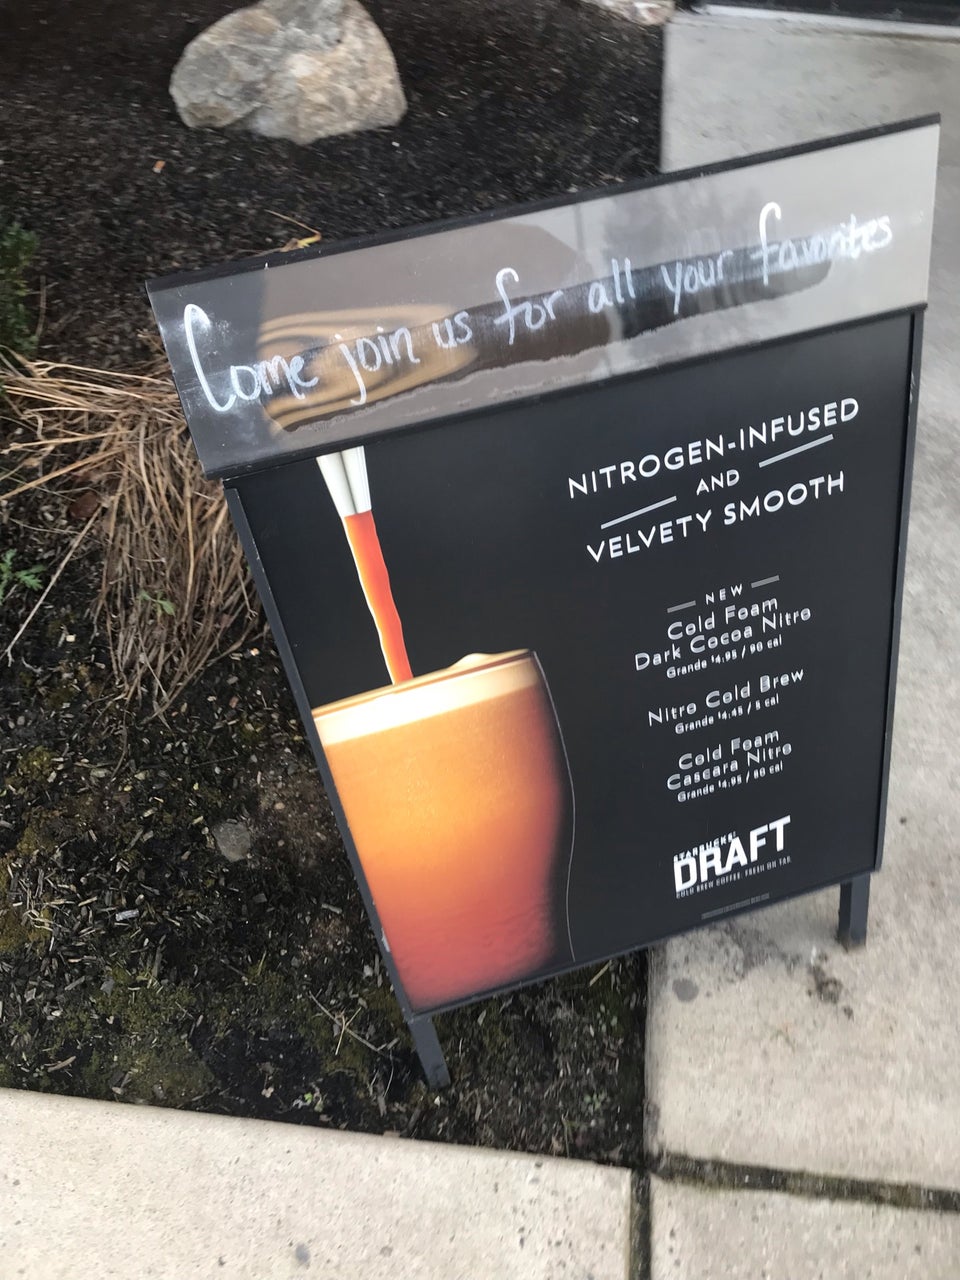 Come join us for all your favorites
NITROGEN-INFUSED
AND
VELVETY SMOOTH
NEW
Cold Foam
Dark Cocoa Nitro
Grande $4.95 / 90 cal
Nitro Cold Brew
Grande $4.45 / 5 cal
Cold Foam
Cascara Nitro
Grande $4.95 / 80 cal
STARBUCKS
DRAFT
COLD BREW COFFEE. FRESH ON TAP.